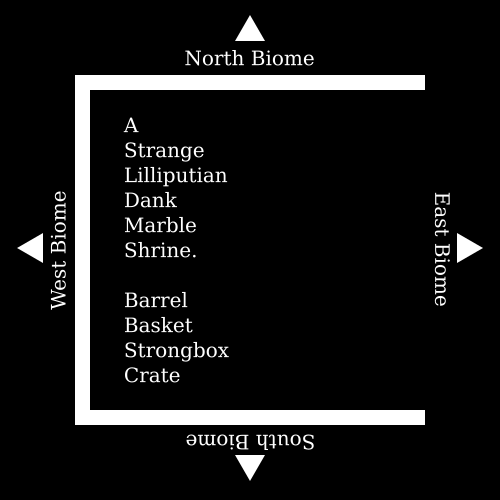 North Biome
West Biome
A
Strange
Lilliputian
Dank
Marble
Shrine.
Barrel
Basket
Strongbox
Crate
East Biome
South Biome